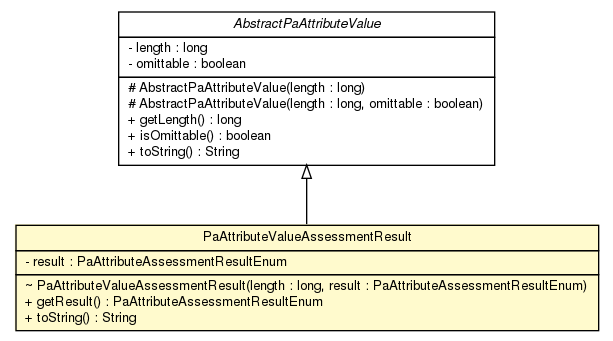 AbstractPaAttributeValue
- length : long
- omittable : boolean
# AbstractPaAttributeValue(length : long)
# AbstractPaAttributeValue(length : long, omittable : boolean)
+ getLength() : long
+ isOmittable() : boolean
+ toString() : String
PaAttributeValueAssessmentResult
- result : PaAttributeAssessmentResultEnum
~ PaAttributeValueAssessmentResult(length : long, result : PaAttributeAssessmentResultEnum)
+ getResult() : PaAttributeAssessmentResultEnum
+ toString() : String